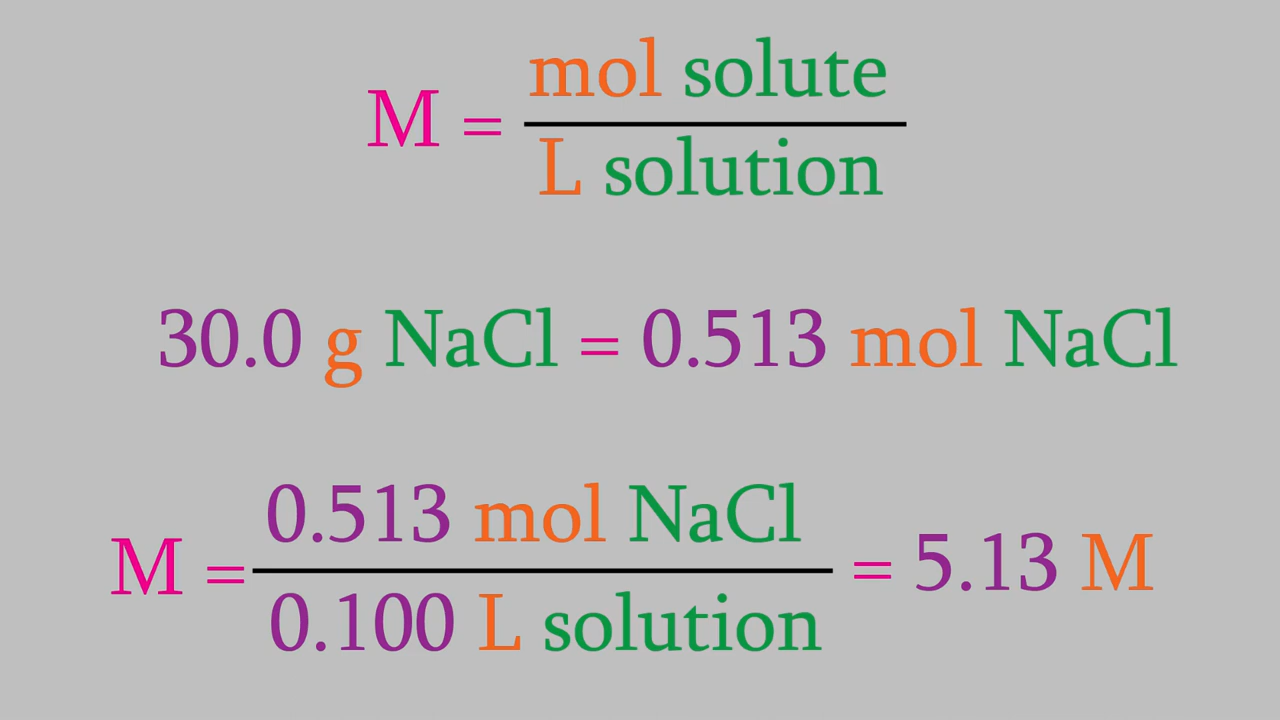 M = mol solute / L solution
30.0 g NaCl = 0.513 mol NaCl
M = 0.513 mol NaCl / 0.100 L solution = 5.13 M